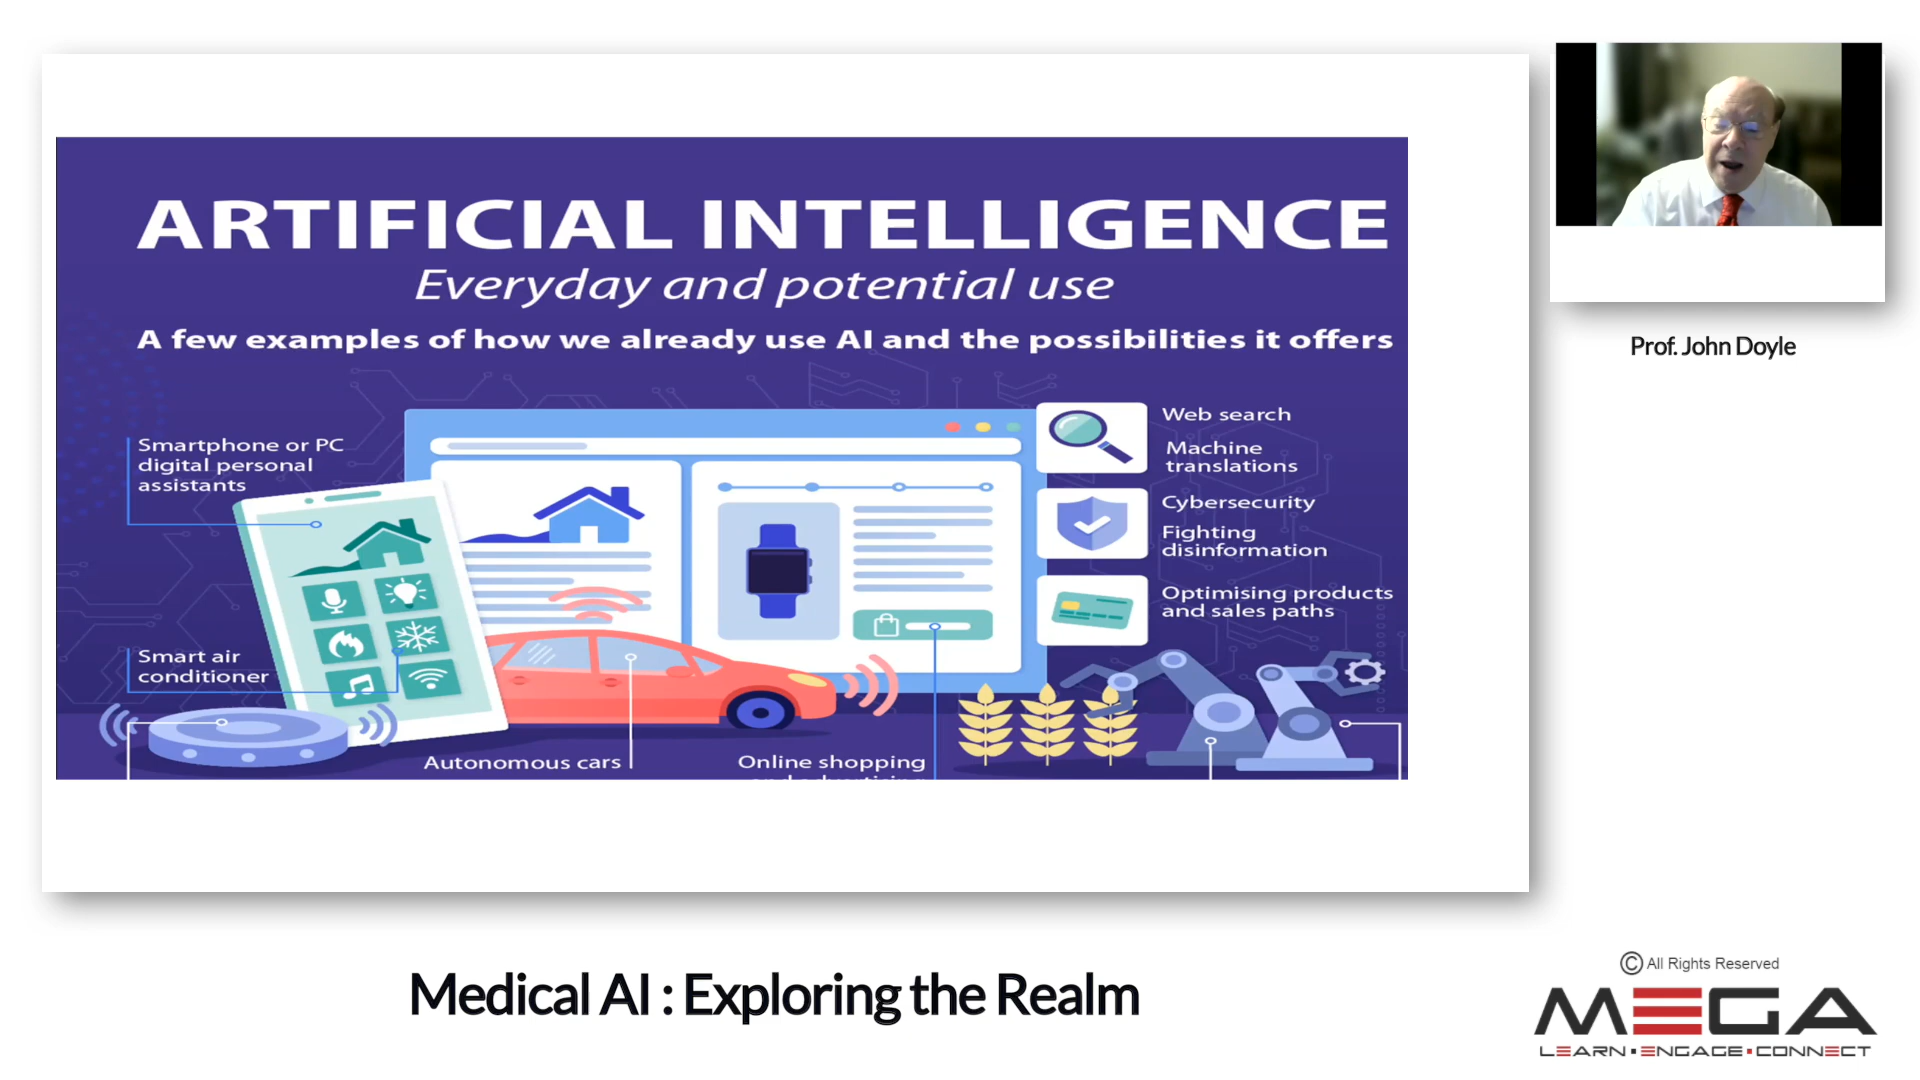 ARTIFICIAL INTELLIGENCE
Everyday and potential use
A few examples of how we already use AI and the possibilities it offers
Smartphone or PC
digital personal
assistants
Smart air
conditioner
Autonomous cars
Online shopping
Web search
Machine
translations
Cybersecurity
Fighting
disinformation
Optimising products
and sales paths
Prof. John Doyle
Medical AI : Exploring the Realm
© All Rights Reserved
MEGA
LEARN▪ENGAGE▪CONNECT